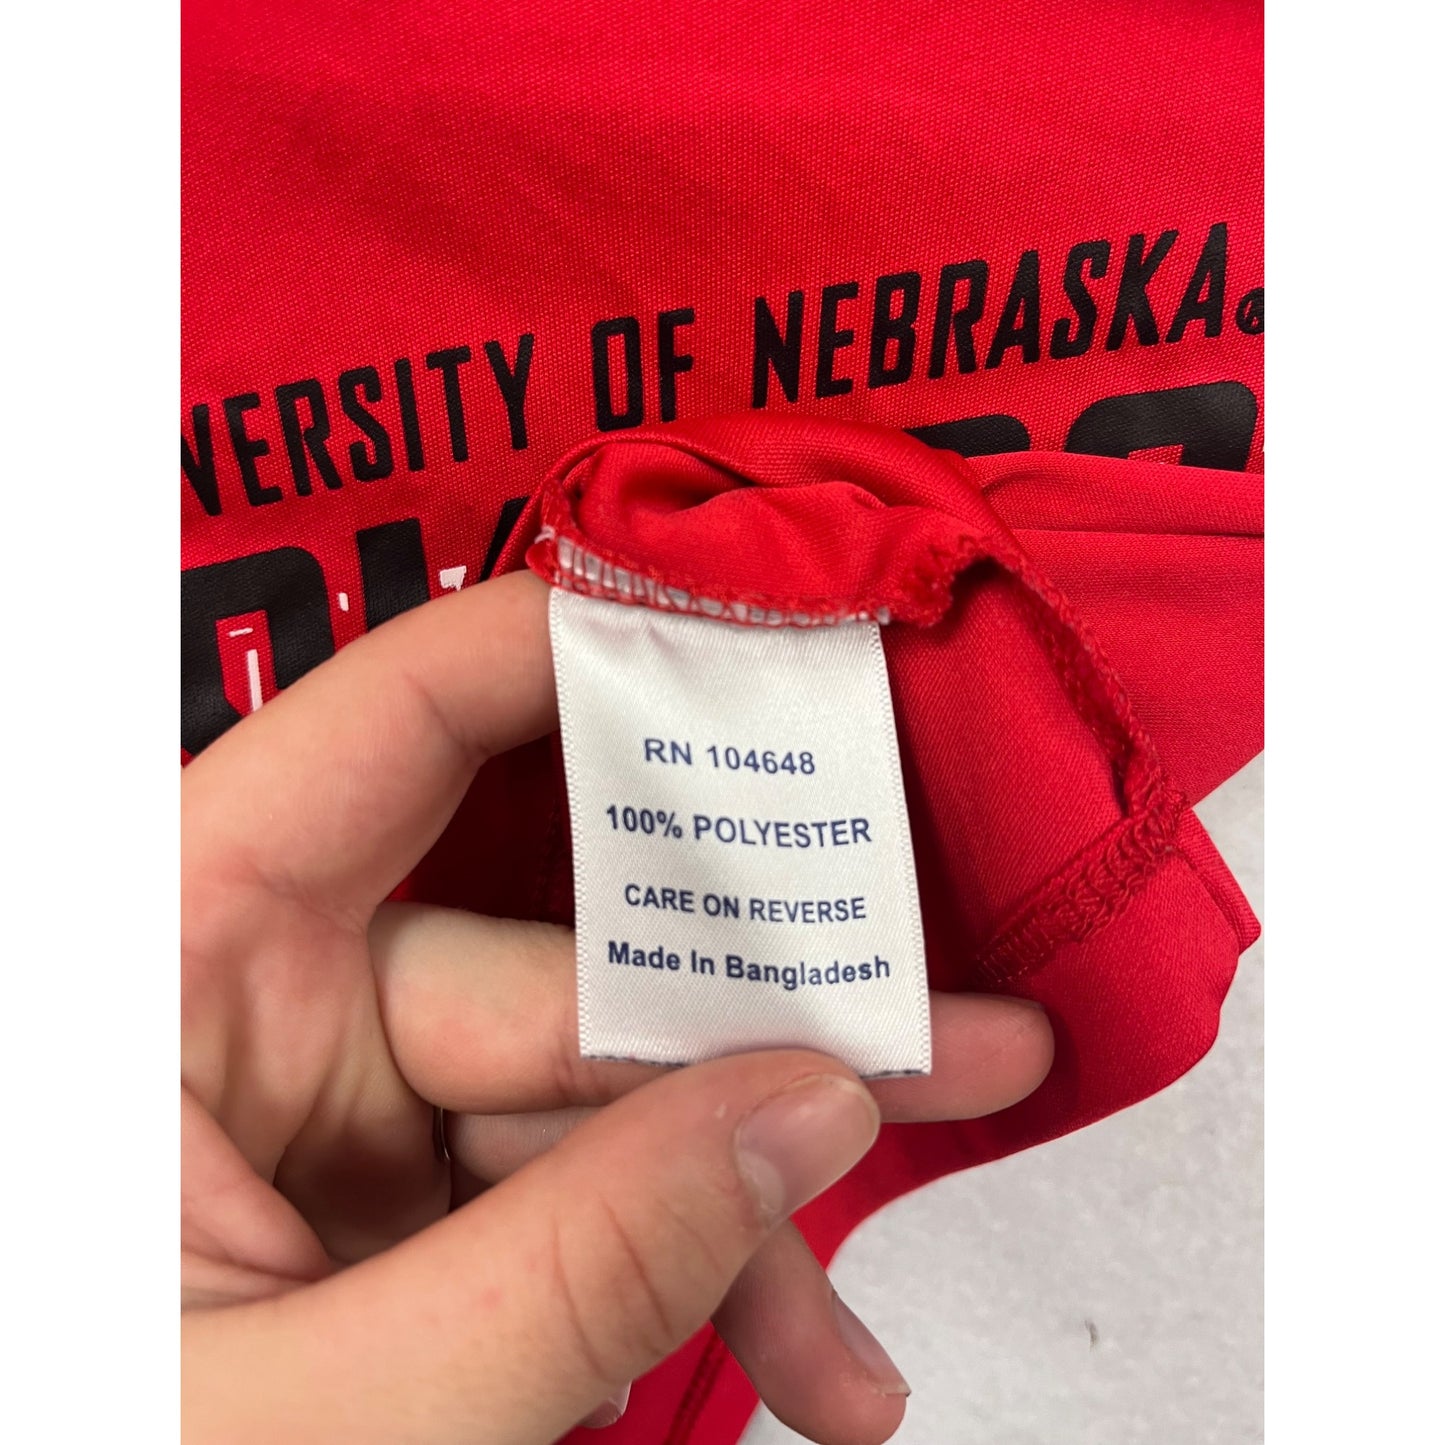 VERSITY OF NEBRASKA®
RN 104648
100% POLYESTER
CARE ON REVERSE
Made In Bangladesh